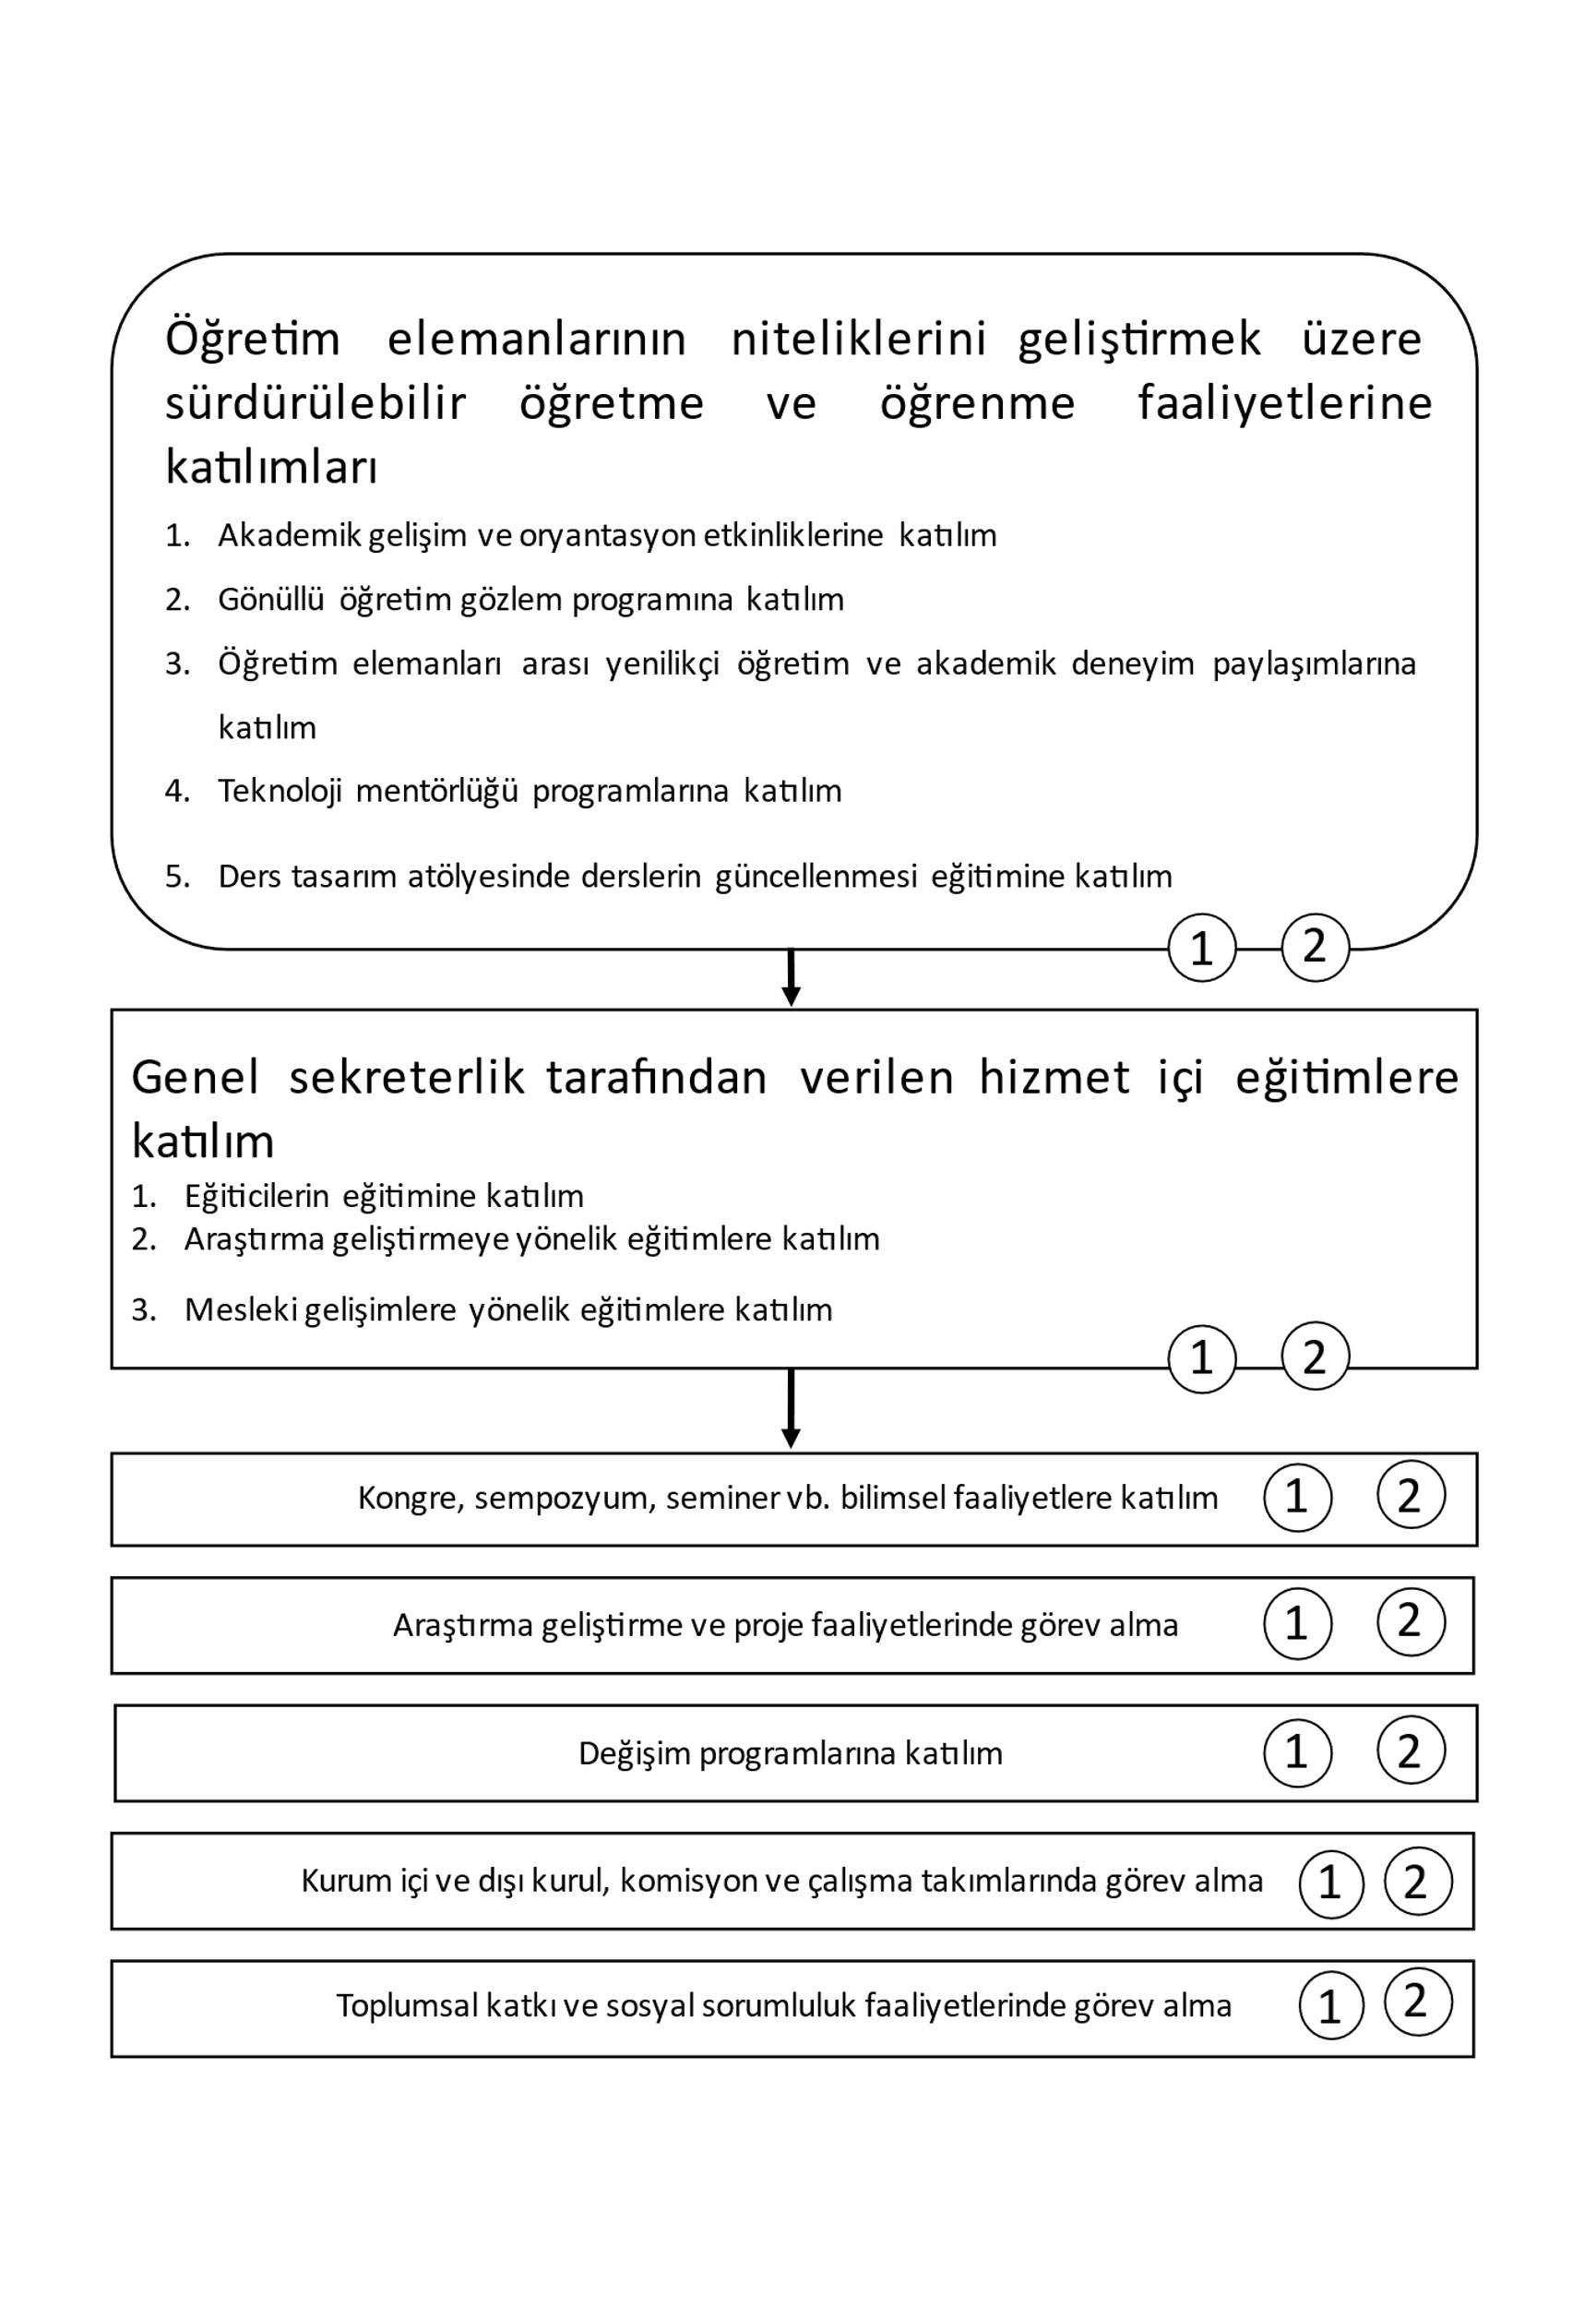 Öğretim elemanlarının niteliklerini geliştirmek üzere
sürdürülebilir öğretme ve öğrenme faaliyetlerine
katılımları
1. Akademik gelişim ve oryantasyon etkinliklerine katılım
2. Gönüllü öğretim gözlem programına katılım
3. Öğretim elemanları arası yenilikçi öğretim ve akademik deneyim paylaşımlarına
katılım
4. Teknoloji mentörlüğü programlarına katılım
5. Ders tasarım atölyesinde derslerin güncellenmesi eğitimine katılım
1 2
Genel sekreterlik tarafından verilen hizmet içi eğitimlere
katılım
1. Eğiticilerin eğitimine katılım
2. Araştırma geliştirmeye yönelik eğitimlere katılım
3. Mesleki gelişimlere yönelik eğitimlere katılım
1 2
Kongre, sempozyum, seminer vb. bilimsel faaliyetlere katılım 1 2
Araştırma geliştirme ve proje faaliyetlerinde görev alma 1 2
Değişim programlarına katılım 1 2
Kurum içi ve dışı kurul, komisyon ve çalışma takımlarında görev alma 1 2
Toplumsal katkı ve sosyal sorumluluk faaliyetlerinde görev alma 1 2